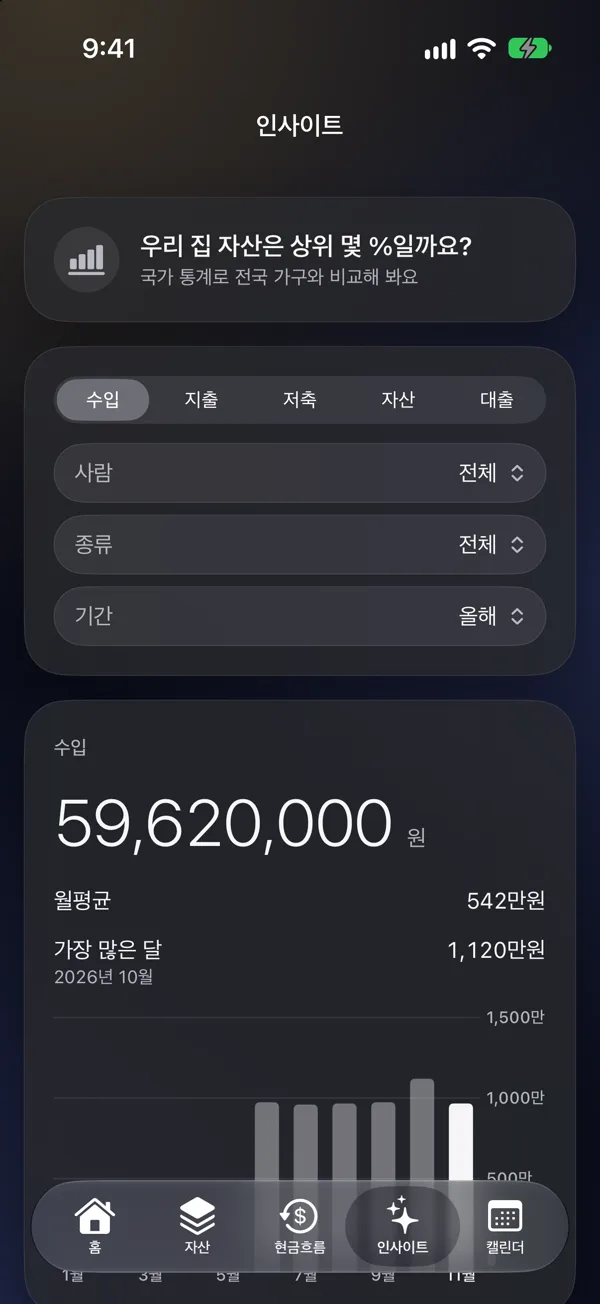 9:41
인사이트
우리 집 자산은 상위 몇 %일까요?
국가 통계로 전국 가구와 비교해 봐요
수입 지출 저축 자산 대출
사람 전체
종류 전체
기간 올해
수입
59,620,000 원
월평균 542만원
가장 많은 달 1,120만원
2026년 10월
1,500만
1,000만
500만
홈 자산 현금흐름 인사이트 캘린더
1월 3월 5월 7월 9월 11월